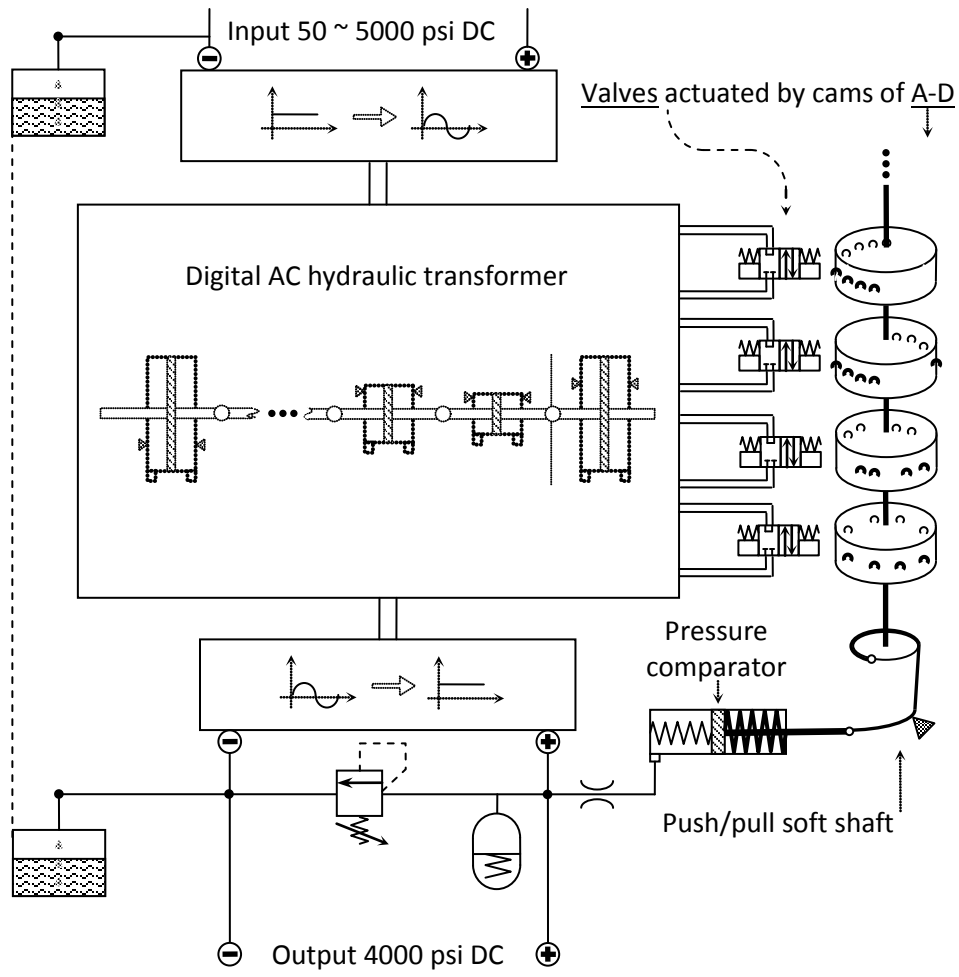 Input 50 ~ 5000 psi DC
Valves actuated by cams of A-D
Digital AC hydraulic transformer
Pressure
comparator
Push/pull soft shaft
Output 4000 psi DC